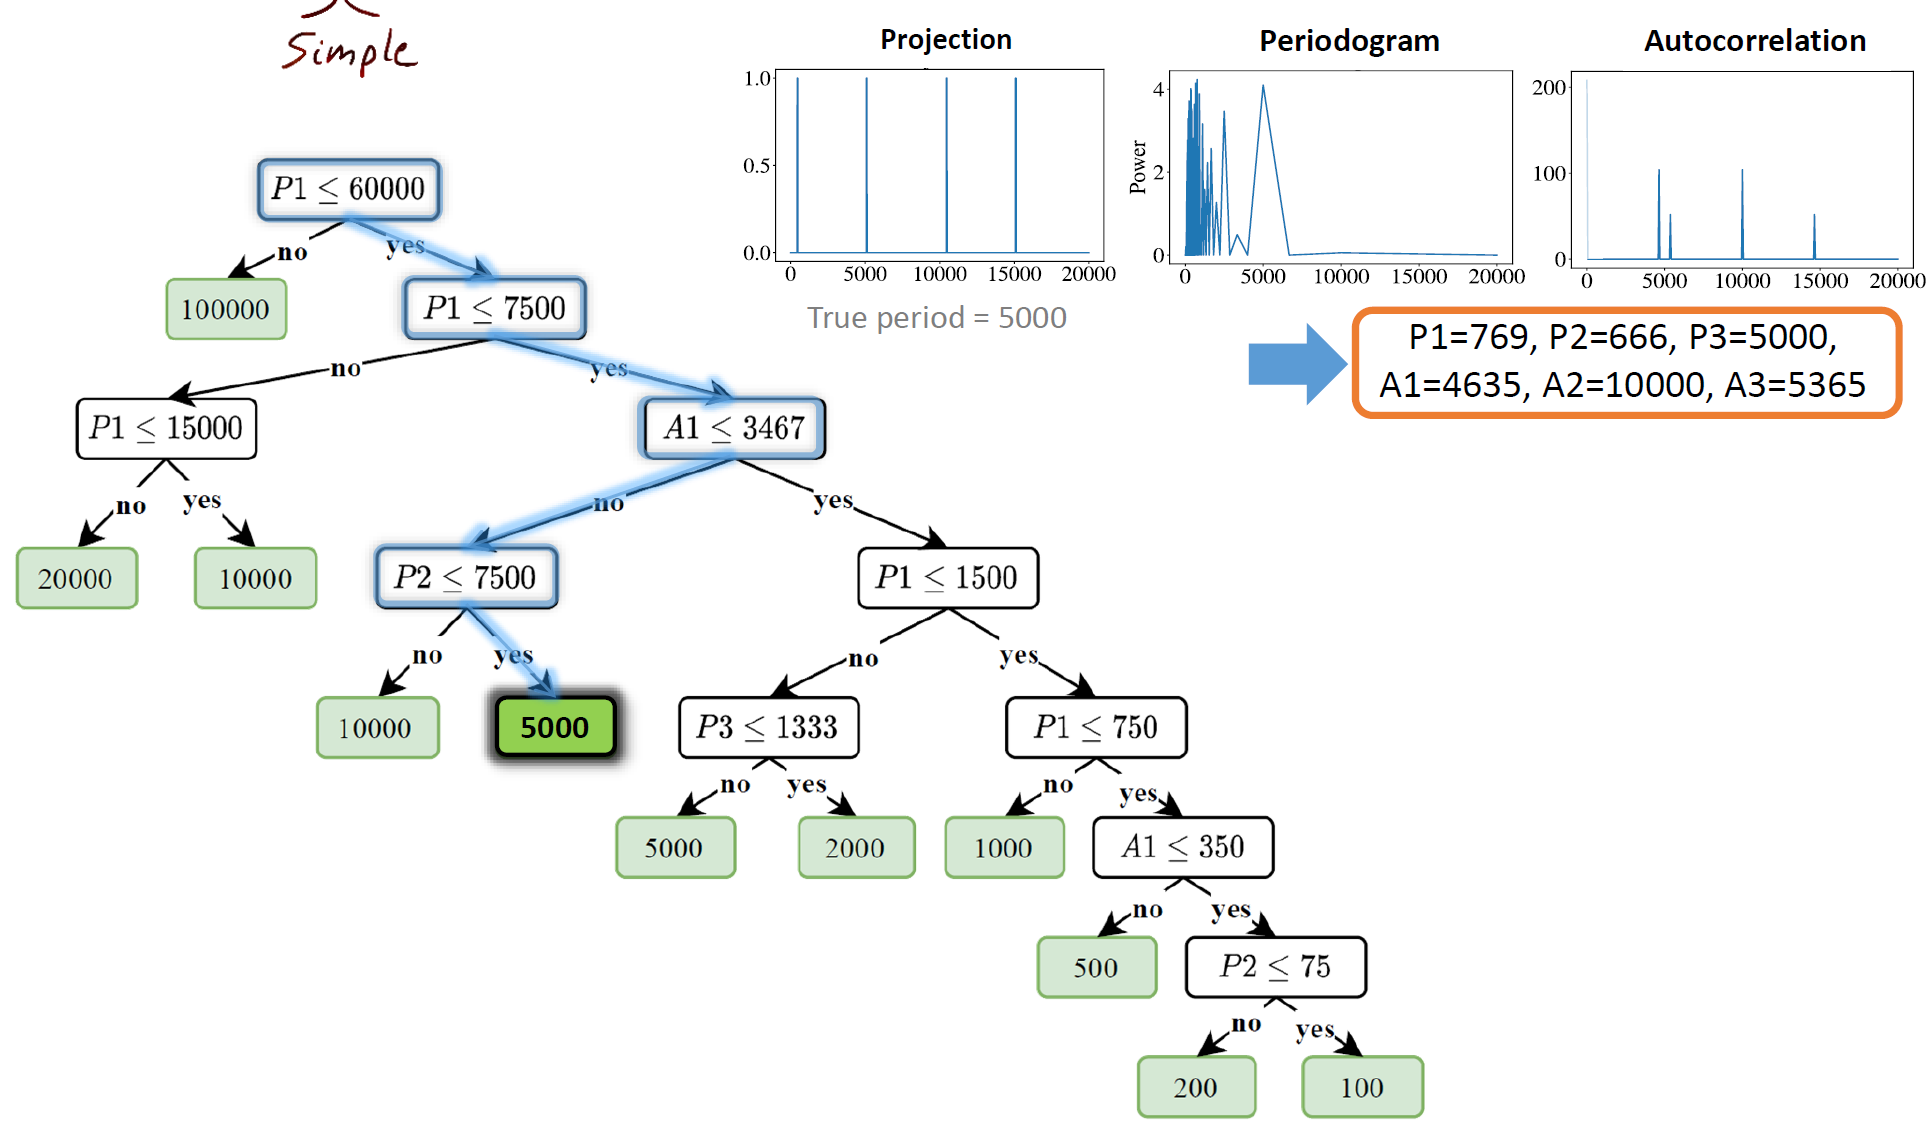 Simple
Projection
Periodogram
Autocorrelation
1.0
0.5
0.0
0 5000 10000 15000 20000
Power
4
2
0
0 5000 10000 15000 20000
200
100
0
0 5000 10000 15000 20000
True period = 5000
P1=769, P2=666, P3=5000,
A1=4635, A2=10000, A3=5365
P1 ≤ 60000
no yes
100000
P1 ≤ 7500
no yes
P1 ≤ 15000
A1 ≤ 3467
no yes
no yes
20000
10000
P2 ≤ 7500
P1 ≤ 1500
no yes
no yes
10000
5000
P3 ≤ 1333
P1 ≤ 750
no yes
no yes
5000
2000
1000
A1 ≤ 350
no yes
500
P2 ≤ 75
no yes
200
100